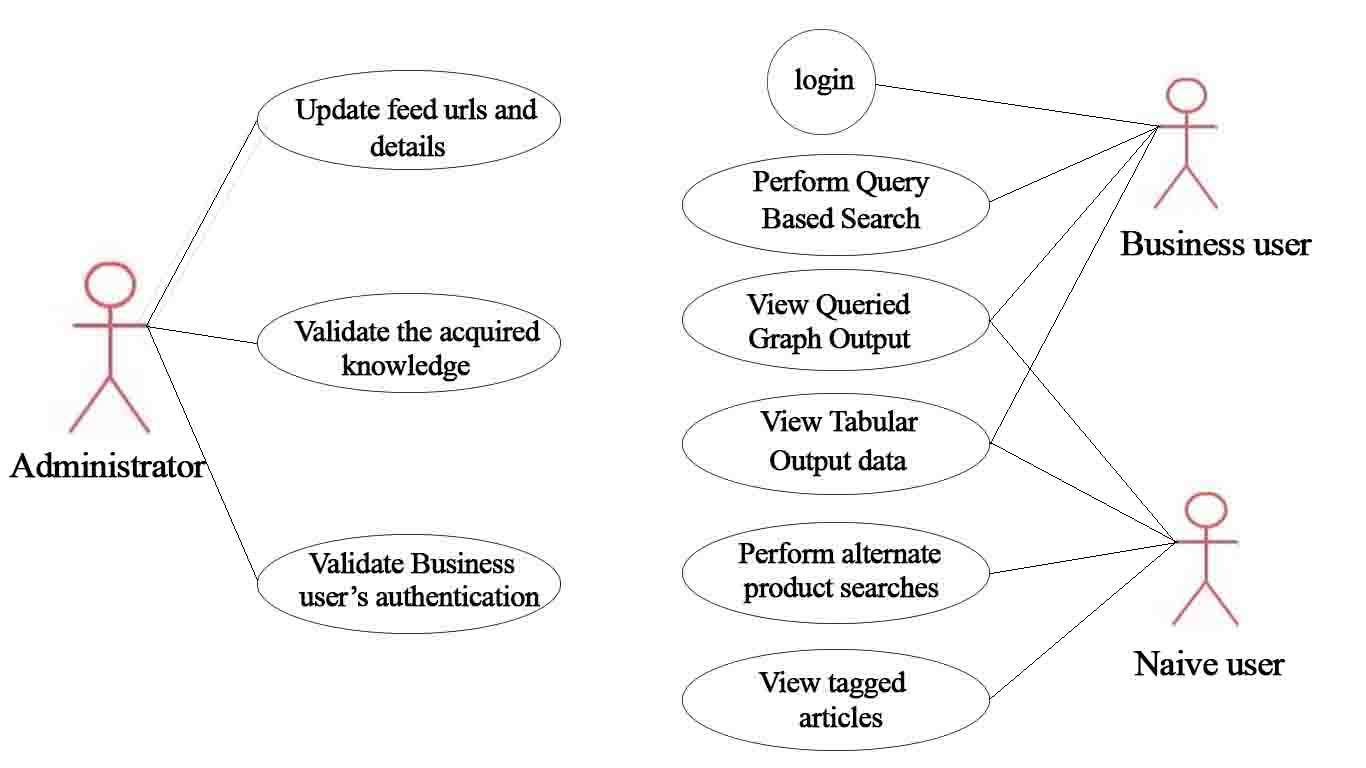 Update feed urls and
details
Validate the acquired
knowledge
Administrator
Validate Business
user’s authentication
login
Perform Query
Based Search
Business user
View Queried
Graph Output
View Tabular
Output data
Perform alternate
product searches
Naive user
View tagged
articles